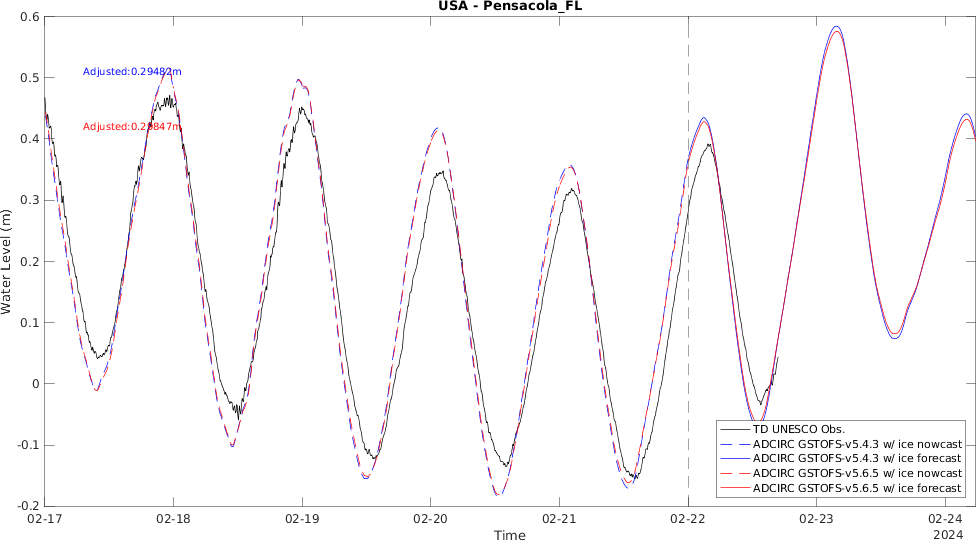 USA - Pensacola_FL
0.6
0.5
0.4
0.3
0.2
0.1
0
-0.1
-0.2
Water Level (m)
Adjusted:0.29482m
Adjusted:0.29847m
TD UNESCO Obs.
ADCIRC GSTOFS-v5.4.3 w/ ice nowcast
ADCIRC GSTOFS-v5.4.3 w/ ice forecast
ADCIRC GSTOFS-v5.6.5 w/ ice nowcast
ADCIRC GSTOFS-v5.6.5 w/ ice forecast
02-17 02-18 02-19 02-20 02-21 02-22 02-23 02-24
Time
2024